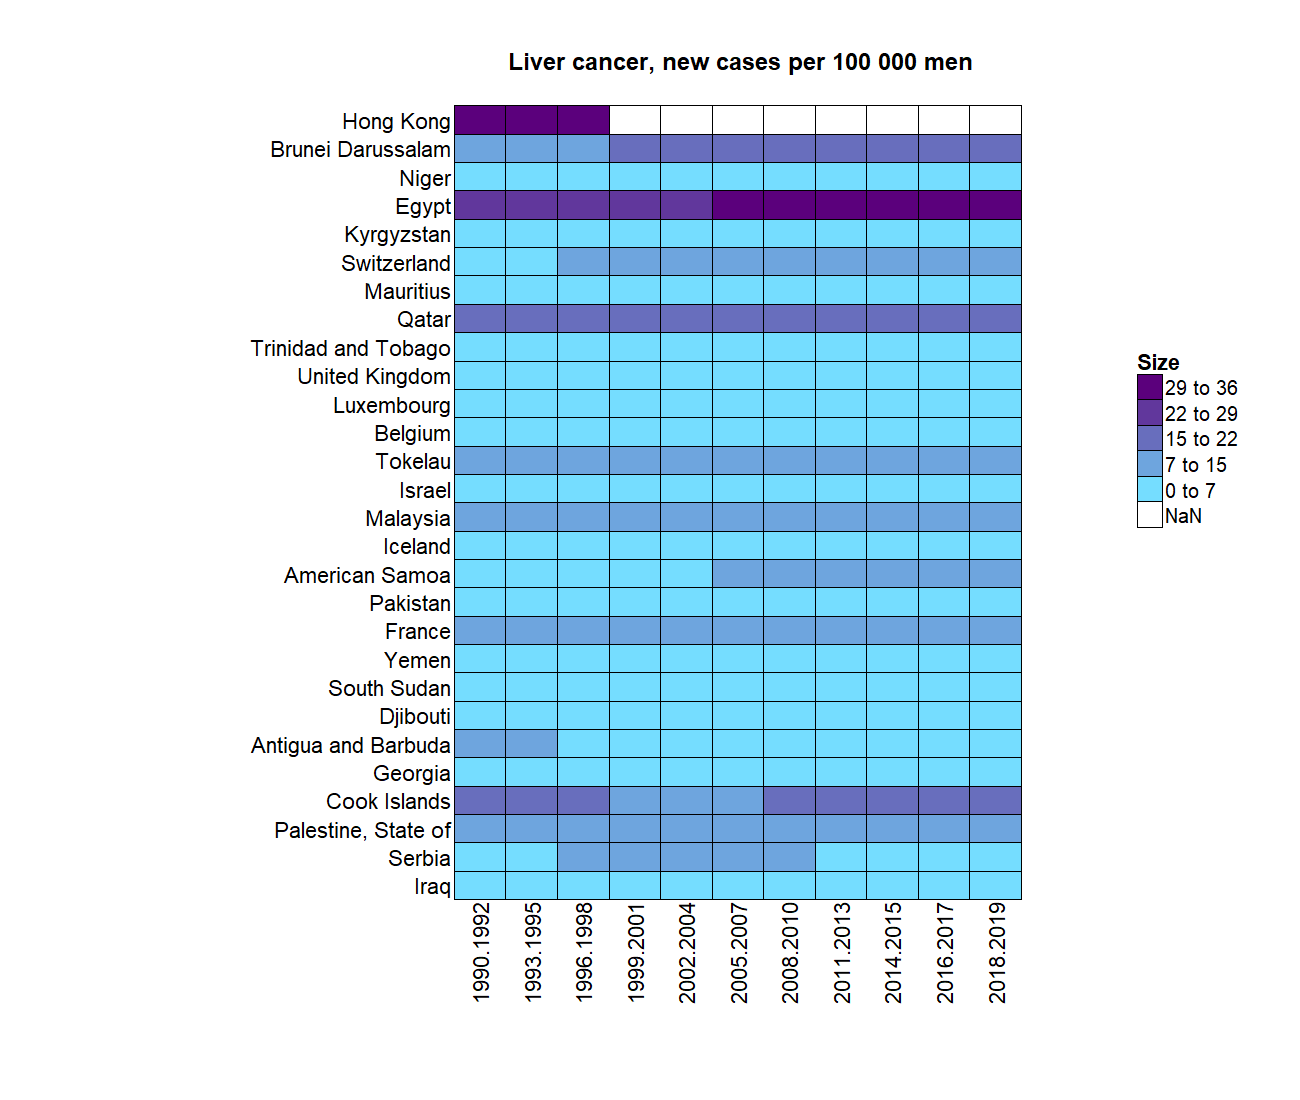 Liver cancer, new cases per 100 000 men
Hong Kong
Brunei Darussalam
Niger
Egypt
Kyrgyzstan
Switzerland
Mauritius
Qatar
Trinidad and Tobago
United Kingdom
Luxembourg
Belgium
Tokelau
Israel
Malaysia
Iceland
American Samoa
Pakistan
France
Yemen
South Sudan
Djibouti
Antigua and Barbuda
Georgia
Cook Islands
Palestine, State of
Serbia
Iraq
1990.1992
1993.1995
1996.1998
1999.2001
2002.2004
2005.2007
2008.2010
2011.2013
2014.2015
2016.2017
2018.2019
Size
29 to 36
22 to 29
15 to 22
7 to 15
0 to 7
NaN